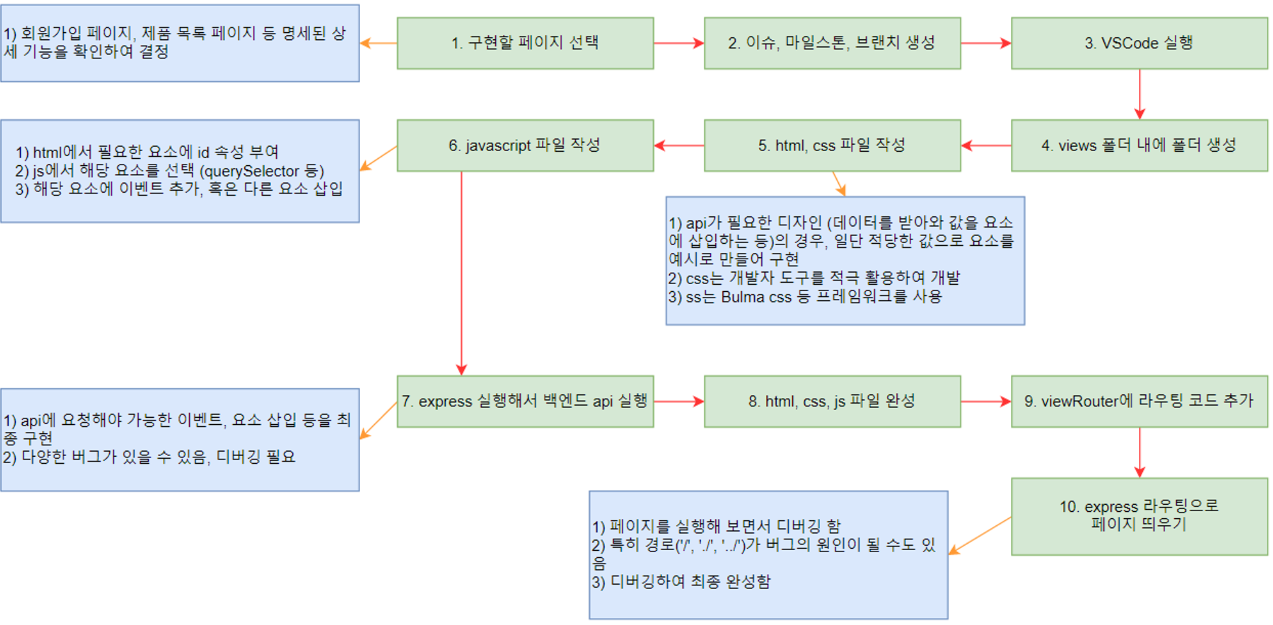 1) 회원가입 페이지, 제품 목록 페이지 등 명세된 상
세 기능을 확인하여 결정
1. 구현할 페이지 선택
2. 이슈, 마일스톤, 브랜치 생성
3. VSCode 실행
4. views 폴더 내에 폴더 생성
5. html, css 파일 작성
1) api가 필요한 디자인 (데이터를 받아와 값을 요소
에 삽입하는 등)의 경우, 일단 적당한 값으로 요소를
예시로 만들어 구현
2) css는 개발자 도구를 적극 활용하여 개발
3) ss는 Bulma css 등 프레임워크를 사용
6. javascript 파일 작성
1) html에서 필요한 요소에 id 속성 부여
2) js에서 해당 요소를 선택 (querySelector 등)
3) 해당 요소에 이벤트 추가, 혹은 다른 요소 삽입
7. express 실행해서 백엔드 api 실행
1) api에 요청해야 가능한 이벤트, 요소 삽입 등을 최
종 구현
2) 다양한 버그가 있을 수 있음, 디버깅 필요
8. html, css, js 파일 완성
9. viewRouter에 라우팅 코드 추가
10. express 라우팅으로
페이지 띄우기
1) 페이지를 실행해 보면서 디버깅 함
2) 특히 경로('/', './', '../')가 버그의 원인이 될 수도 있
음
3) 디버깅하여 최종 완성함